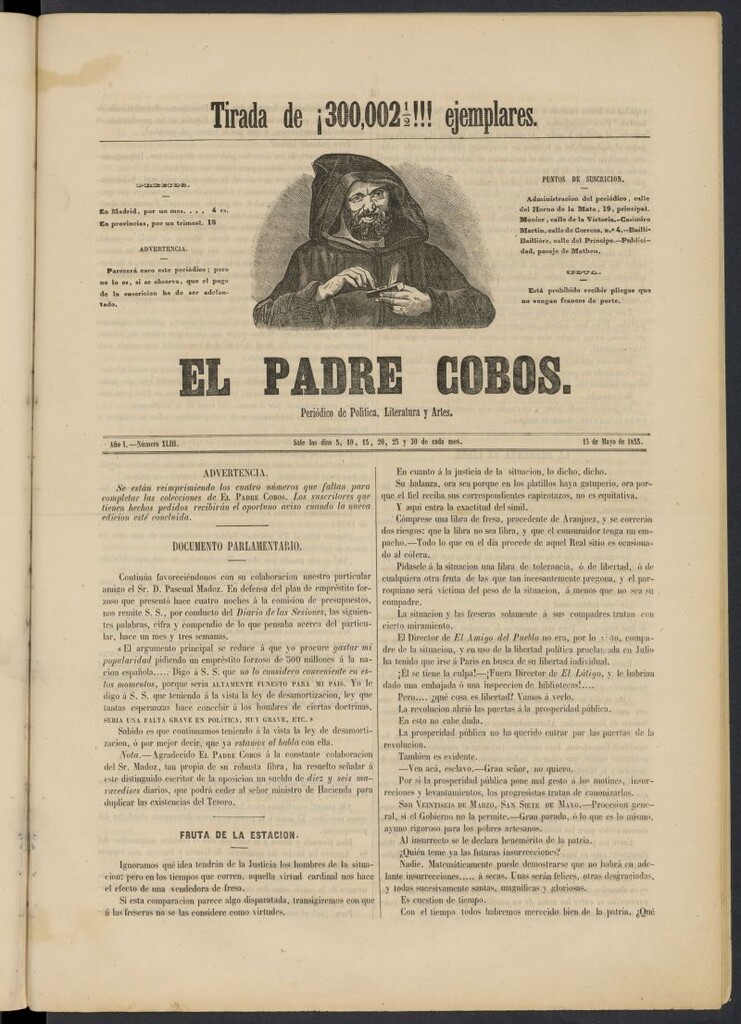 Tirada de ¡300,002 1/2!!! ejemplares.
PRECIOS.
En Madrid, por un mes. . . . 4 rs.
En provincias, por un trimest. 18
ADVERTENCIA.
Parecerá caro este periódico; pero
no lo es, si se observa, que el pago
de la suscricion ha de ser adelan-
tado.
PUNTOS DE SUSCRICION.
Administracion del periódico, calle
del Horno de la Mata, 19, principal,
Monier, calle de la Victoria.—Casimiro
Martin, calle de Correos, n.º 4.—Bailli-
Baillière, calle del Príncipe.—Publici-
dad, pasaje de Matheu.
Está prohibido recibir pliegos que
no vengan francos de porte.
EL PADRE COBOS.
Periódico de Política, Literatura y Artes.
Año I.—Número XLIII.
Sale los dias 5, 10, 15, 20, 25 y 30 de cada mes.
15 de Mayo de 1855.
ADVERTENCIA.
Se están reimprimiendo los cuatro números que faltan para
completar las colecciones de EL PADRE COBOS. Los suscritores que
tienen hechos pedidos recibirán el oportuno aviso cuando la nueva
edicion esté concluida.
DOCUMENTO PARLAMENTARIO.
Continúa favoreciéndonos con su colaboracion nuestro particular
amigo el Sr. D. Pascual Madoz. En defensa del plan de empréstito for-
zoso que presentó hace cuatro noches á la comision de presupuestos,
nos remite S. S., por conducto del Diario de las Sesiones, las siguien-
tes palabras, cifra y compendio de lo que pensaba acerca del particu-
lar, hace un mes y tres semanas.
«El argumento principal se reduce á que yo procure gastar mi
popularidad pidiendo un empréstito forzoso de 500 millones á la na-
cion española..... Digo á S. S. que no lo considero conveniente en es-
tos momentos, porque sería ALTAMENTE FUNESTO PARA MI PAIS. Yo le
digo á S. S. que teniendo á la vista la ley de desamortizacion, ley que
tantas esperanzas hace concebir á los hombres de ciertas doctrinas,
SERIA UNA FALTA GRAVE EN POLÍTICA, MUY GRAVE, ETC.»
Sabido es que continuamos teniendo á la vista la ley de desamorti-
zacion, ó por mejor decir, que ya estamos al habla con ella.
Nota.—Agradecido EL PADRE COBOS á la constante colaboracion
del Sr. Madoz, tan propia de su robusta fibra, ha resuelto señalar á
este distinguido escritor de la oposicion un sueldo de diez y seis ma-
ravedises diarios, que podrá ceder al señor ministro de Hacienda para
duplicar las existencias del Tesoro.
FRUTA DE LA ESTACION.
Ignoramos qué idea tendrán de la Justicia los hombres de la situa-
cion; pero en los tiempos que corren, aquella virtud cardinal nos hace
el efecto de una vendedora de fresa.
Si esta comparacion parece algo disparatada, transigiremos con que
á las freseras no se las considere como virtudes.
En cuanto á la justicia de la situacion, lo dicho, dicho.
Su balanza, ora sea porque en los platillos haya gatuperio, ora por-
que el fiel reciba sus correspondientes capirotazos, no es equitativa.
Y aquí entra la exactitud del símil.
Cómprese una libra de fresa, procedente de Aranjuez, y se correrán
dos riesgos: que la libra no sea libra, y que el consumidor tenga un em-
pacho.—Todo lo que en el dia procede de aquel Real sitio es ocasiona-
do al cólera.
Pídasele á la situacion una libra de tolerancia, ó de libertad, ó de
cualquiera otra fruta de las que tan incesantemente pregona, y el par-
roquiano será víctima del peso de la situacion, á menos que no sea su
compadre.
La situacion y las freseras solamente á sus compadres tratan con
cierto miramiento.
El Director de El Amigo del Pueblo no era, por lo visto, compa-
dre de la situacion, y en uso de la libertad política proclamada en Julio
ha tenido que irse á Paris en busca de su libertad individual.
¡Él se tiene la culpa!—¡Fuera Director de El Látigo, y le habrian
dado una embajada ó una inspeccion de bibliotecas!....
Pero.... ¿qué cosa es libertad? Vamos á verlo.
La revolucion abrió las puertas á la prosperidad pública.
En esto no cabe duda.
La prosperidad pública no ha querido entrar por las puertas de la
revolucion.
Tambien es evidente.
—Ven acá, esclavo.—Gran señor, no quiero.
Por si la prosperidad pública pone mal gesto á los motines, insur-
recciones y levantamientos, los progresistas tratan de canonizarlos.
SAN VEINTISEIS DE MARZO, SAN SIETE DE MAYO.—Procesion gene-
ral, si el Gobierno no la permite.—Gran parada, ó lo que es lo mismo,
ayuno rigoroso para los pobres artesanos.
Al insurrecto se le declara benemérito de la patria.
¿Quién teme ya las futuras insurrecciones?
Nadie. Matemáticamente puede demostrarse que no habrá en ade-
lante insurrecciones..... á secas. Unas serán felices, otras desgraciadas,
y todas sucesivamente santas, magníficas y gloriosas.
Es cuestion de tiempo.
Con el tiempo todos habremos merecido bien de la patria. ¿Qué